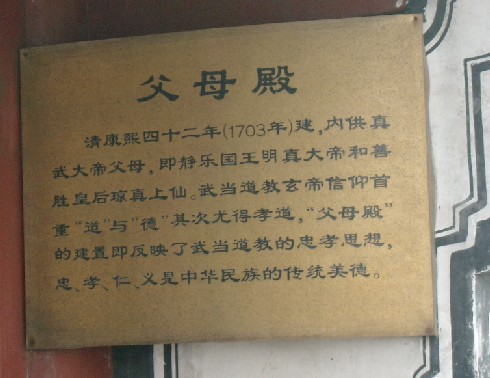 父母殿
清康熙四十二年(1703年)建,内供真
武大帝父母,即静乐国王明真大帝和善
胜皇后琼真上仙。武当道教玄帝信仰首
重“道”与“德”其次尤得孝道,“父母殿”
的建置即反映了武当道教的忠孝思想,
忠、孝、仁、义是中华民族的传统美德。